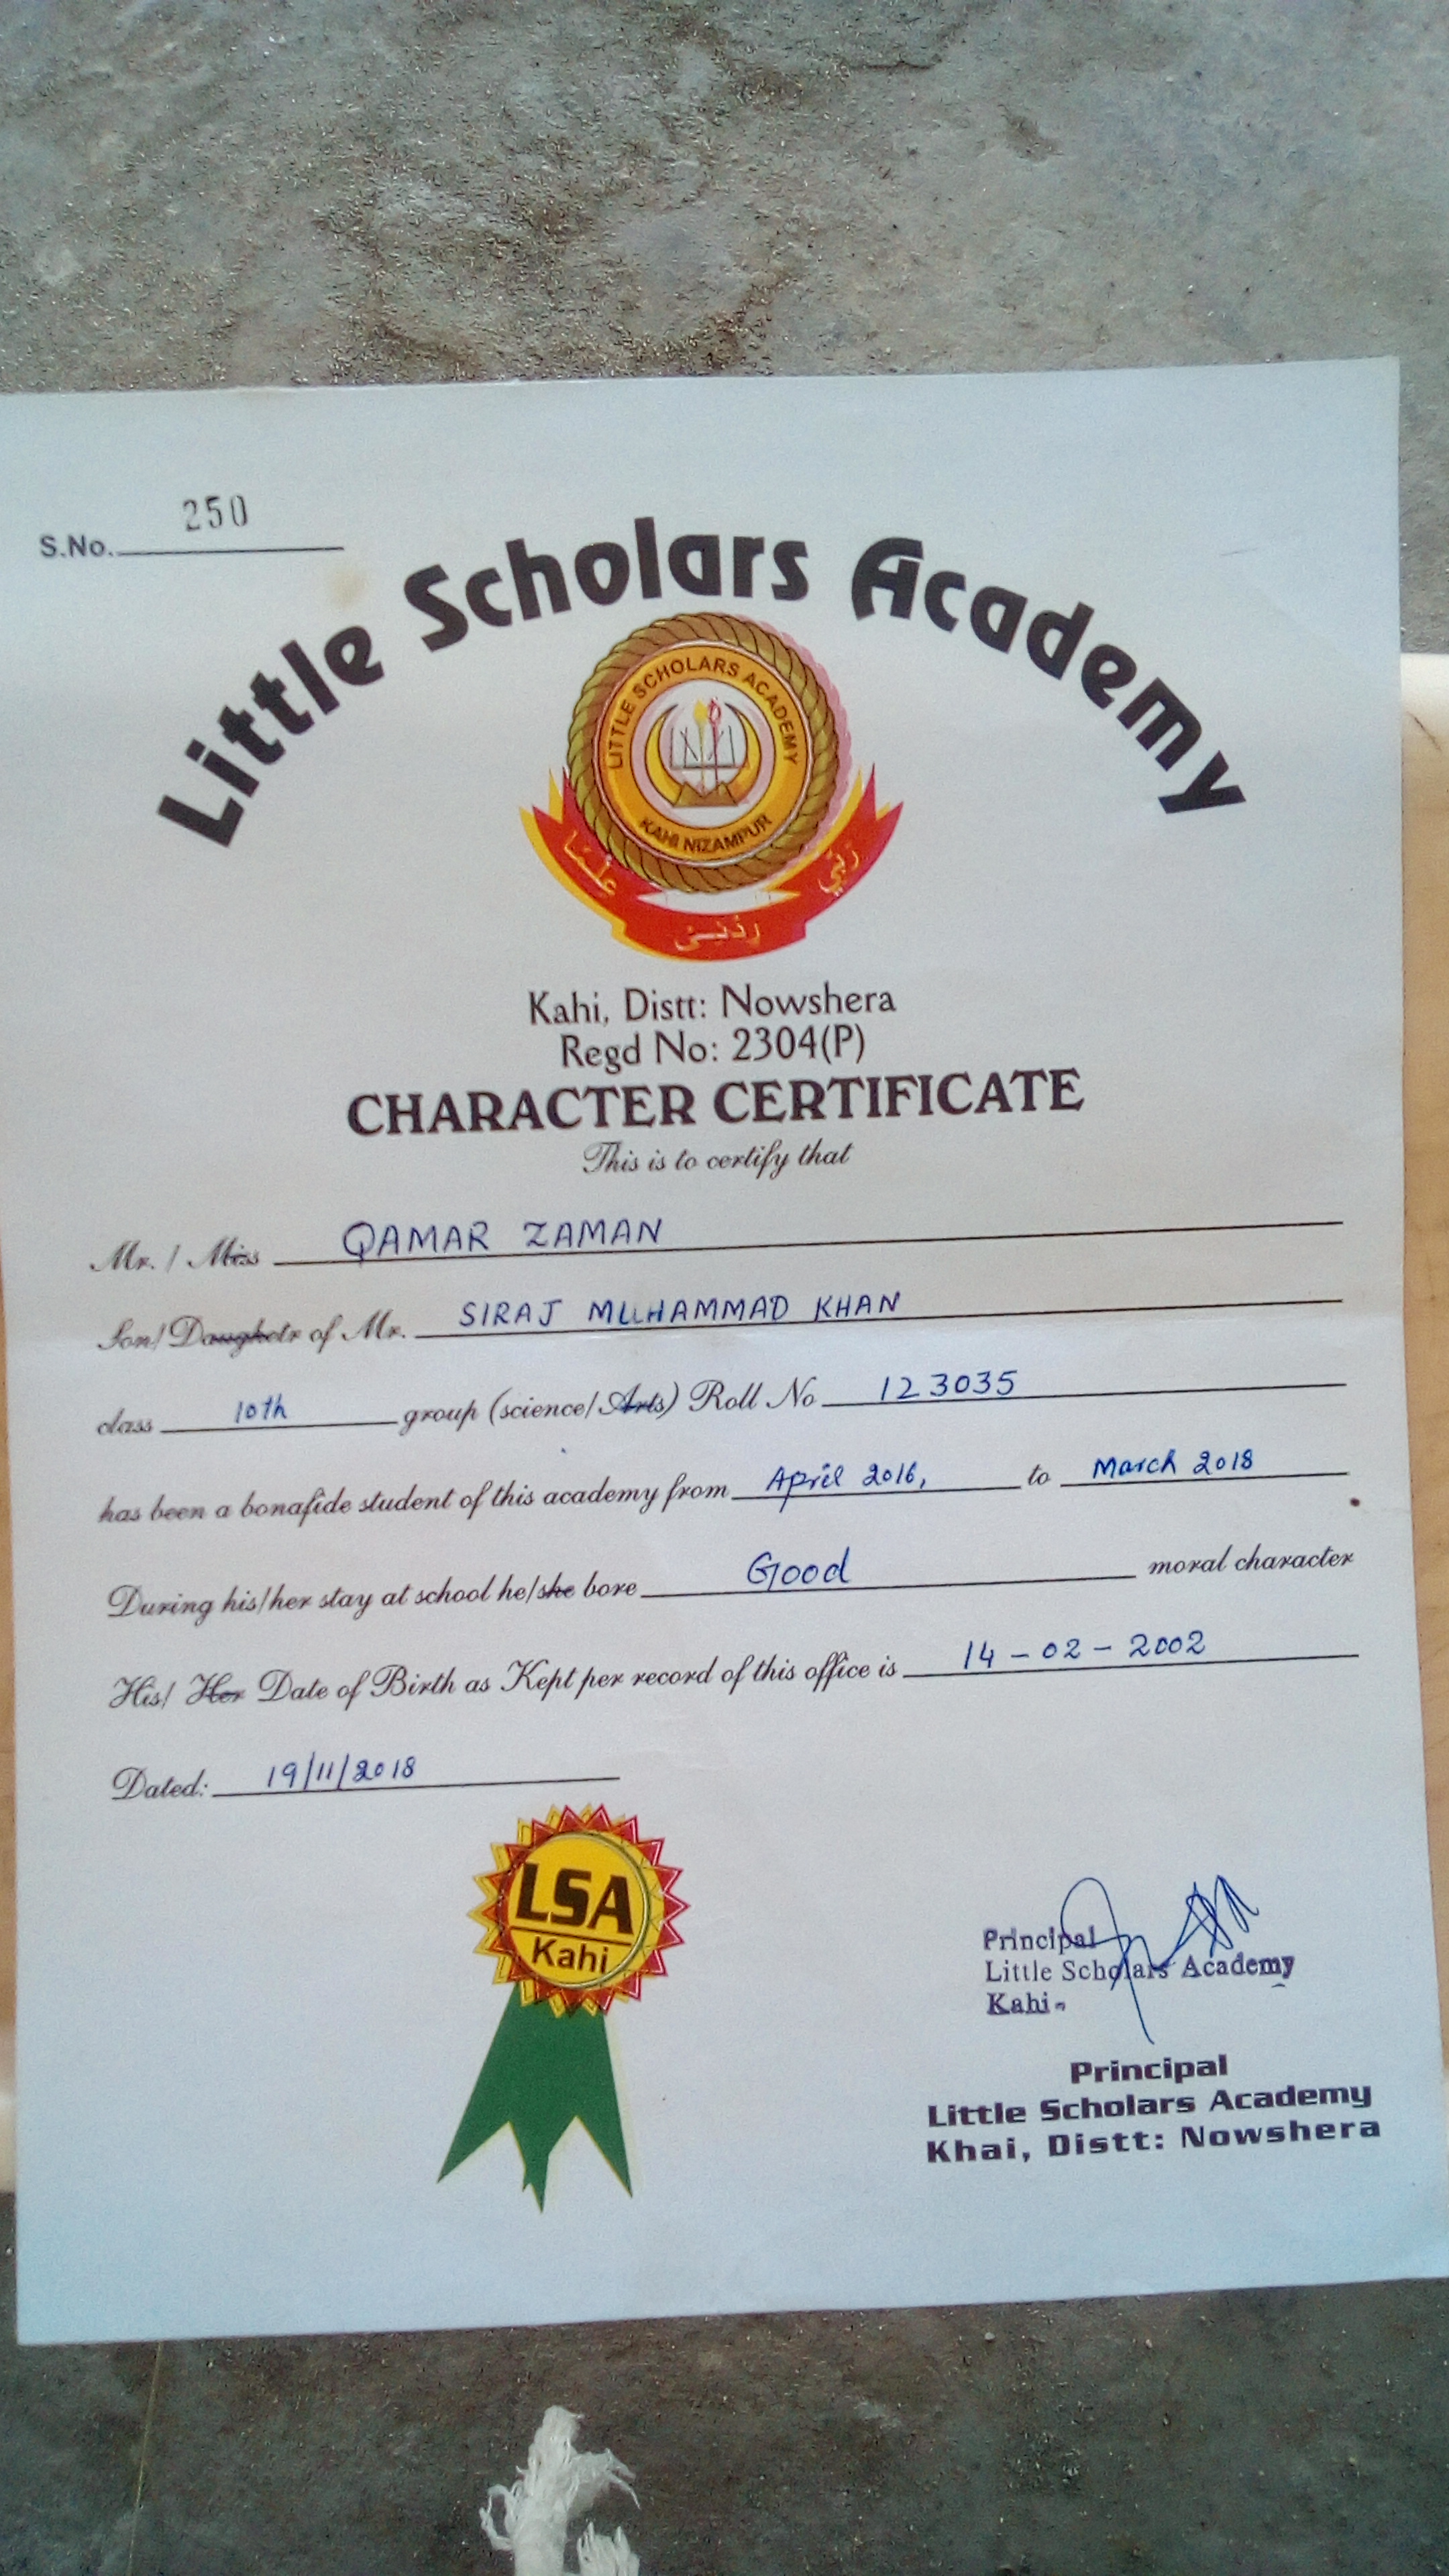 S.No. 250
Little Scholars Academy
LITTLE SCHOLARS ACADEMY
KAHI NIZAMPUR
رَبِّي زِدْنِي عِلْمًا
Kahi, Distt: Nowshera
Regd No: 2304(P)
CHARACTER CERTIFICATE
This is to certify that
Mr. / Miss QAMAR ZAMAN
Son/ Daughetr of Mr. SIRAJ MUHAMMAD KHAN
class 10th group (science/Arts) Roll No 123035
has been a bonafide student of this academy from April 2016, to March 2018
During his/her stay at school he/she bore Good moral character
His/ Her Date of Birth as Kept per record of this office is 14-02-2002
Dated: 19/11/2018
LSA
Kahi
Principal
Little Scholars Academy
Kahi
Principal
Little Scholars Academy
Khai, Distt: Nowshera